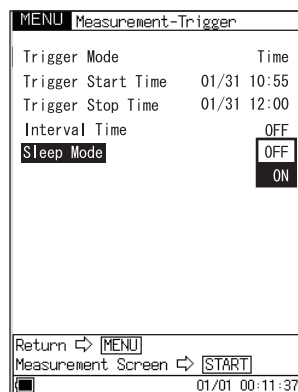 MENU Measurement-Trigger
Trigger Mode Time
Trigger Start Time 01/31 10:55
Trigger Stop Time 01/31 12:00
Interval Time OFF
Sleep Mode OFF
ON
Return ⇨ MENU
Measurement Screen ⇨ START
01/01 00:11:37